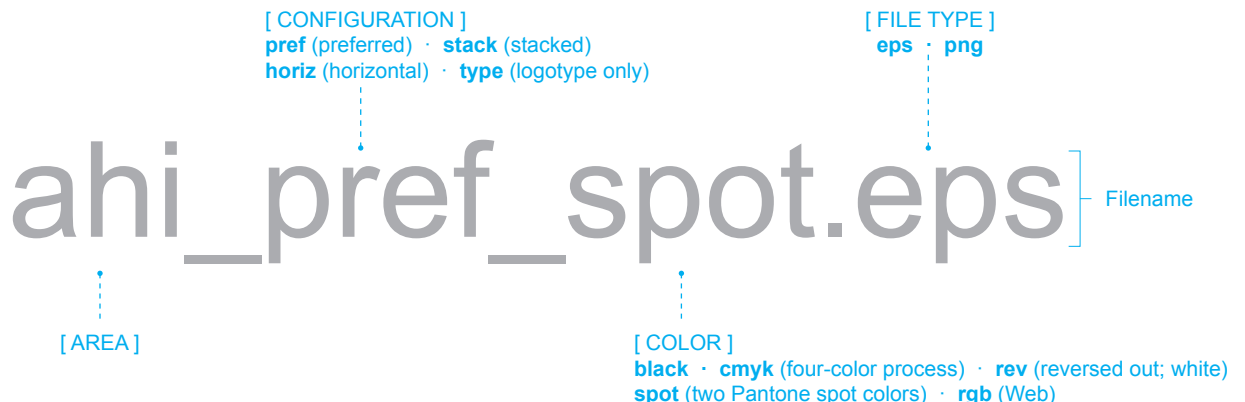 [ CONFIGURATION ]
pref (preferred) · stack (stacked)
horiz (horizontal) · type (logotype only)
[ FILE TYPE ]
eps · png
ahi_pref_spot.eps
Filename
[ AREA ]
[ COLOR ]
black · cmyk (four-color process) · rev (reversed out; white)
spot (two Pantone spot colors) · rgb (Web)